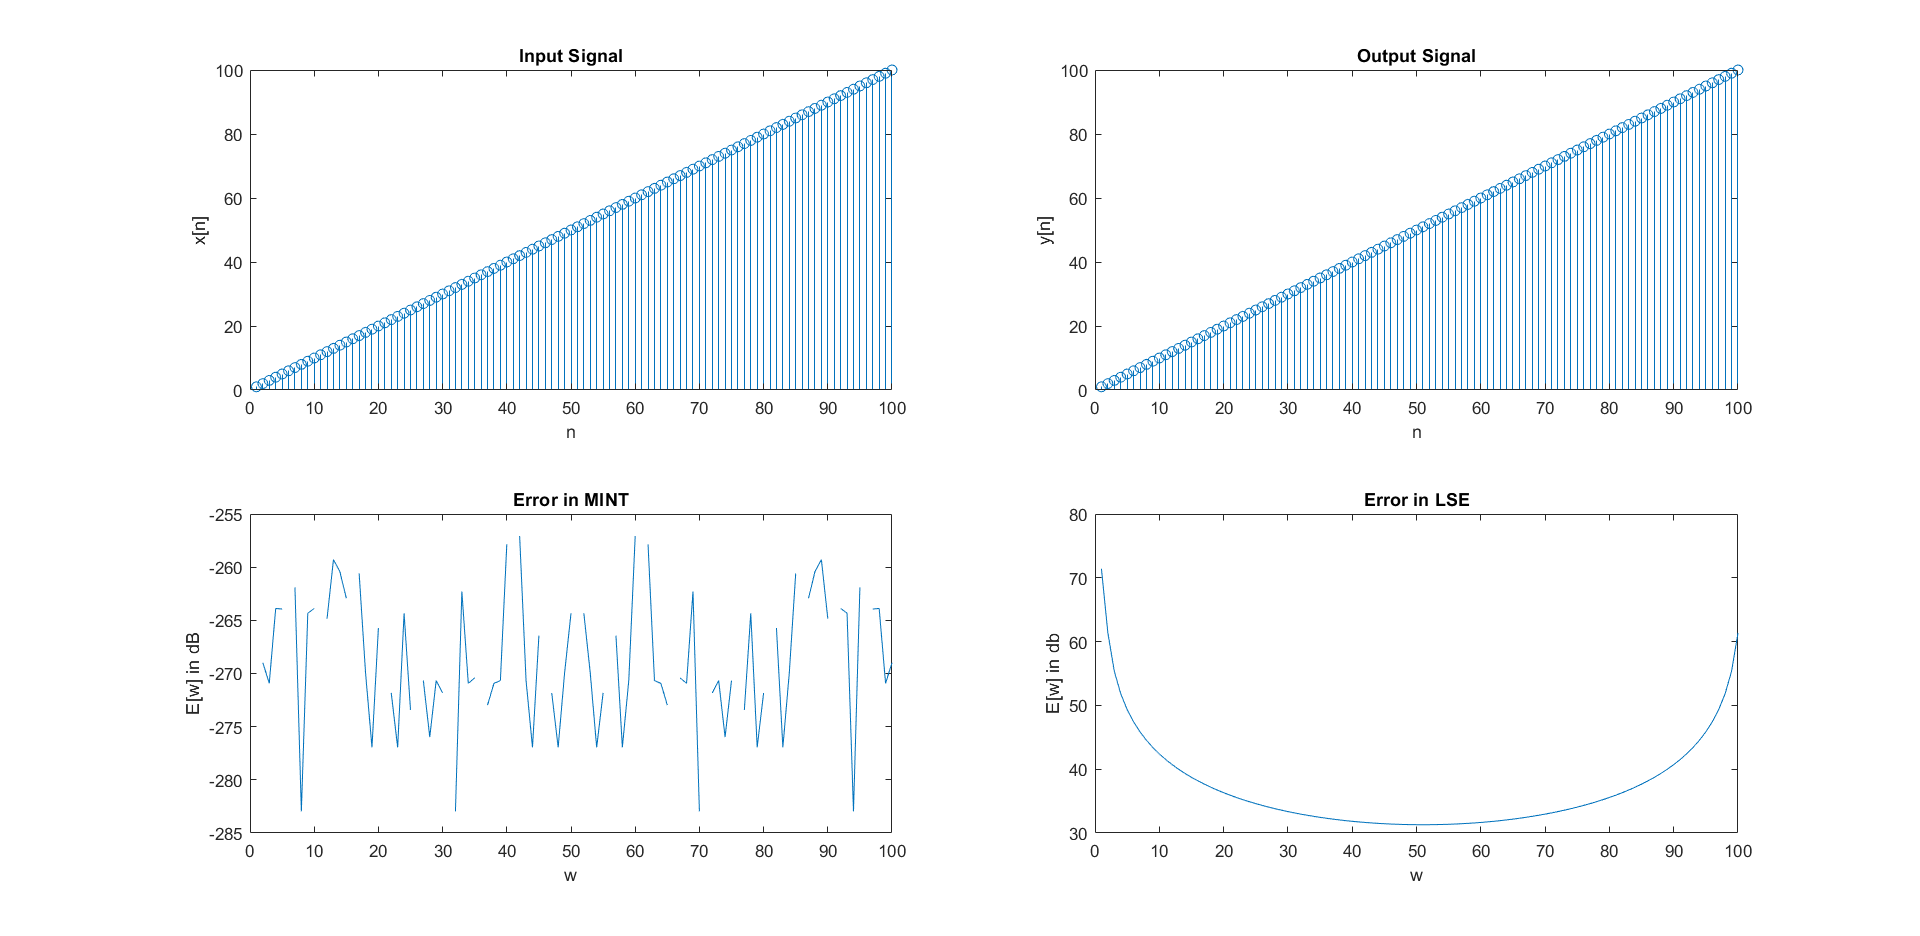 Input Signal
100
80
60
40
20
0
x[n]
0 10 20 30 40 50 60 70 80 90 100
n
Output Signal
100
80
60
40
20
0
y[n]
0 10 20 30 40 50 60 70 80 90 100
n
Error in MINT
-255
-260
-265
-270
-275
-280
-285
E[w] in dB
0 10 20 30 40 50 60 70 80 90 100
w
Error in LSE
80
70
60
50
40
30
E[w] in db
0 10 20 30 40 50 60 70 80 90 100
w